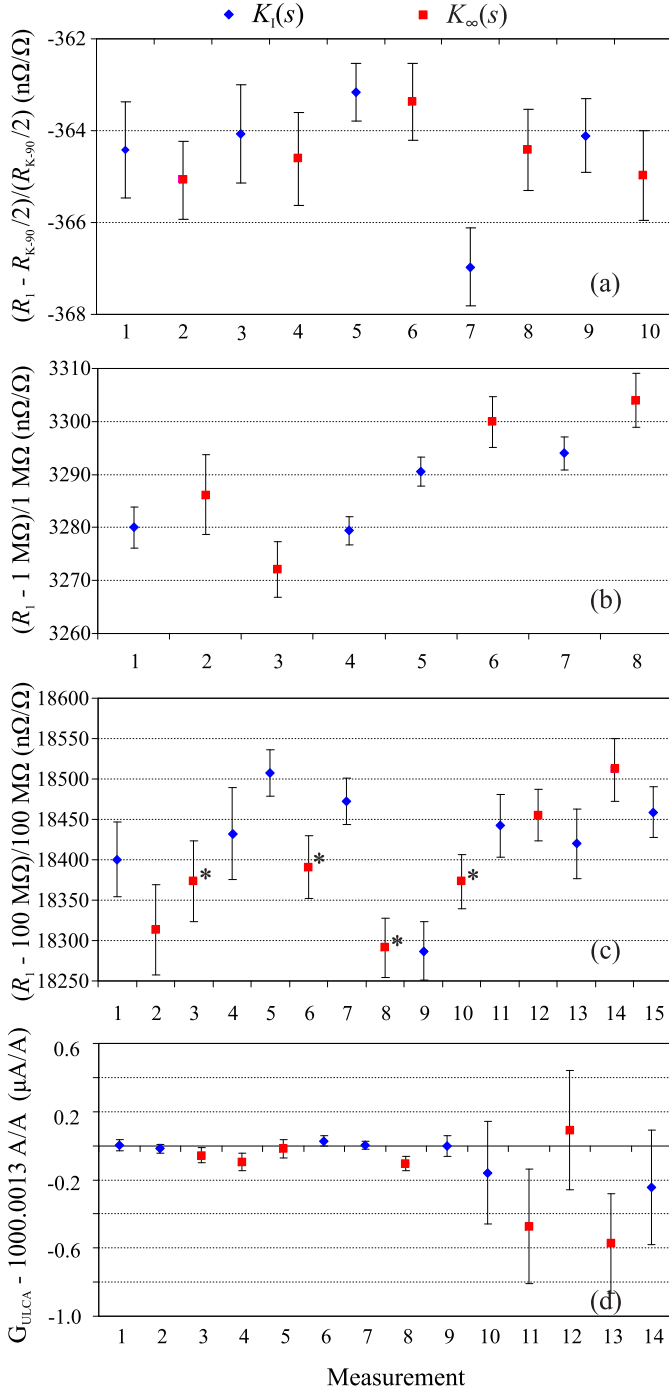 K₁(s) K∞(s)
(R₁ - R_K-90/2)/(R_K-90/2) (nΩ/Ω)
-362
-364
-366
-368
(a)
1 2 3 4 5 6 7 8 9 10
(R₁ - 1 MΩ)/1 MΩ (nΩ/Ω)
3310
3300
3290
3280
3270
3260
(b)
1 2 3 4 5 6 7 8
(R₁ - 100 MΩ)/100 MΩ (nΩ/Ω)
18600
18550
18500
18450
18400
18350
18300
18250
* * * *
(c)
1 2 3 4 5 6 7 8 9 10 11 12 13 14 15
G_ULCA - 1000.0013 A/A (µA/A)
0.6
0.2
-0.2
-0.6
-1.0
(d)
1 2 3 4 5 6 7 8 9 10 11 12 13 14
Measurement